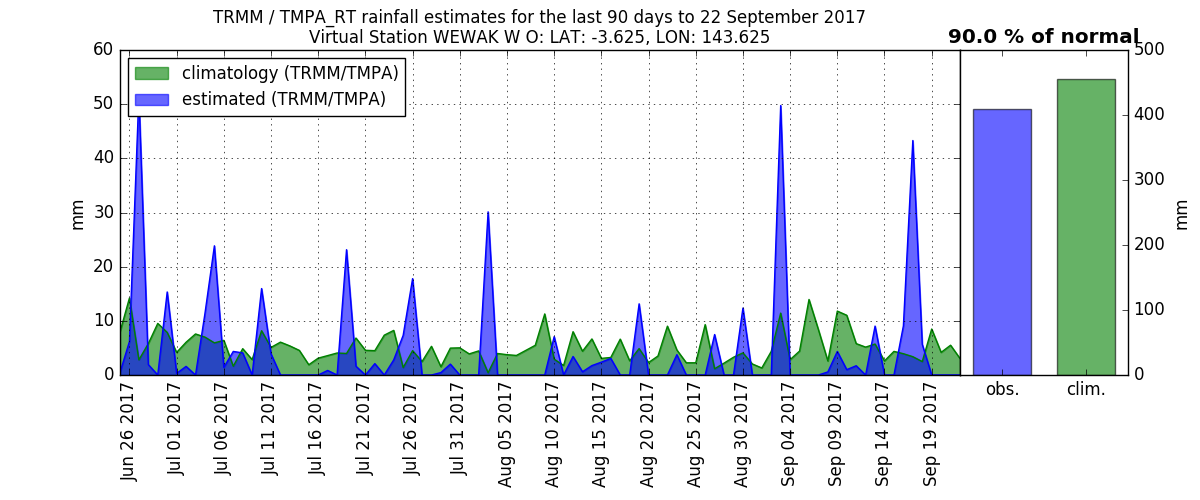 TRMM / TMPA_RT rainfall estimates for the last 90 days to 22 September 2017
Virtual Station WEWAK W O: LAT: -3.625, LON: 143.625
90.0 % of normal
climatology (TRMM/TMPA)
estimated (TRMM/TMPA)
60
50
40
30
20
10
0
mm
500
400
300
200
100
0
mm
Jun 26 2017
Jul 01 2017
Jul 06 2017
Jul 11 2017
Jul 16 2017
Jul 21 2017
Jul 26 2017
Jul 31 2017
Aug 05 2017
Aug 10 2017
Aug 15 2017
Aug 20 2017
Aug 25 2017
Aug 30 2017
Sep 04 2017
Sep 09 2017
Sep 14 2017
Sep 19 2017
obs.
clim.